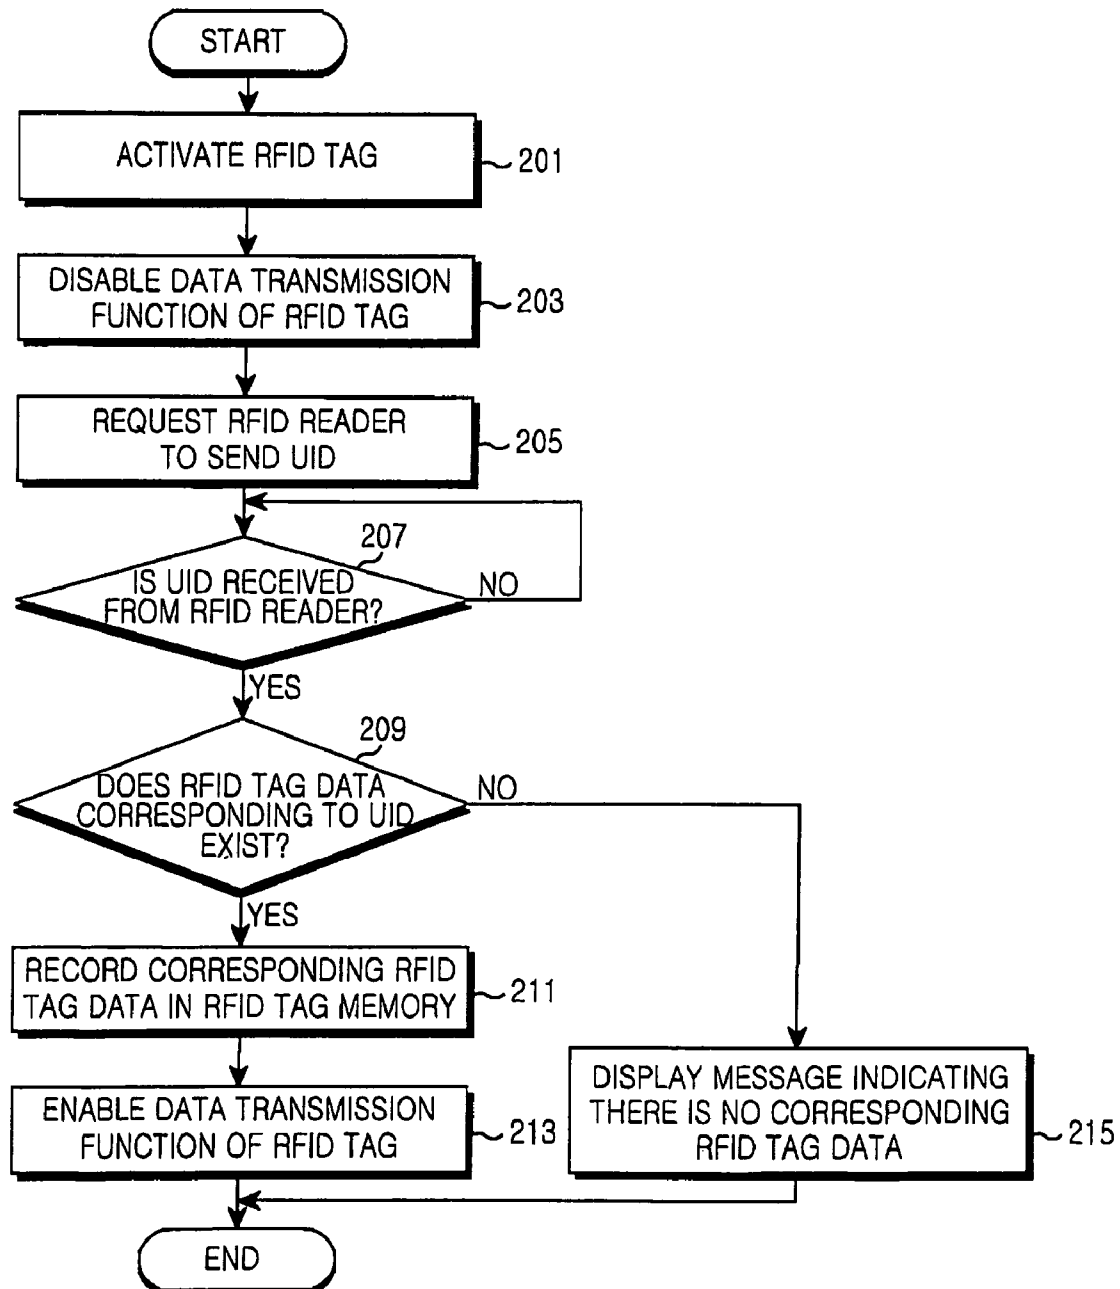 START
ACTIVATE RFID TAG
201
DISABLE DATA TRANSMISSION
FUNCTION OF RFID TAG
203
REQUEST RFID READER
TO SEND UID
205
207
IS UID RECEIVED
FROM RFID READER?
NO
YES
209
DOES RFID TAG DATA
CORRESPONDING TO UID
EXIST?
NO
YES
RECORD CORRESPONDING RFID
TAG DATA IN RFID TAG MEMORY
211
ENABLE DATA TRANSMISSION
FUNCTION OF RFID TAG
213
DISPLAY MESSAGE INDICATING
THERE IS NO CORRESPONDING
RFID TAG DATA
215
END